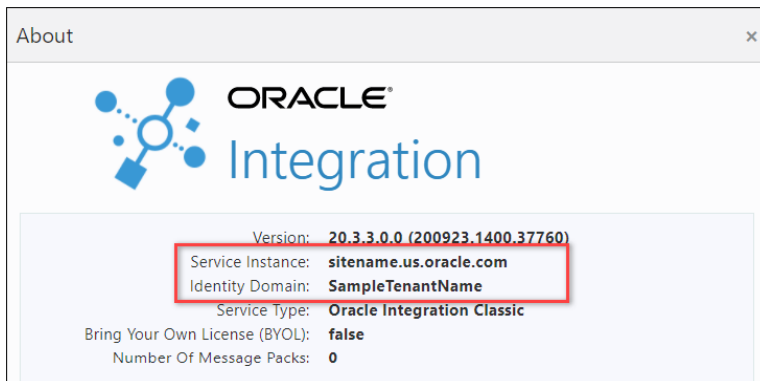 About ×
ORACLE®
Integration
Version: 20.3.3.0.0 (200923.1400.37760)
Service Instance: sitename.us.oracle.com
Identity Domain: SampleTenantName
Service Type: Oracle Integration Classic
Bring Your Own License (BYOL): false
Number Of Message Packs: 0